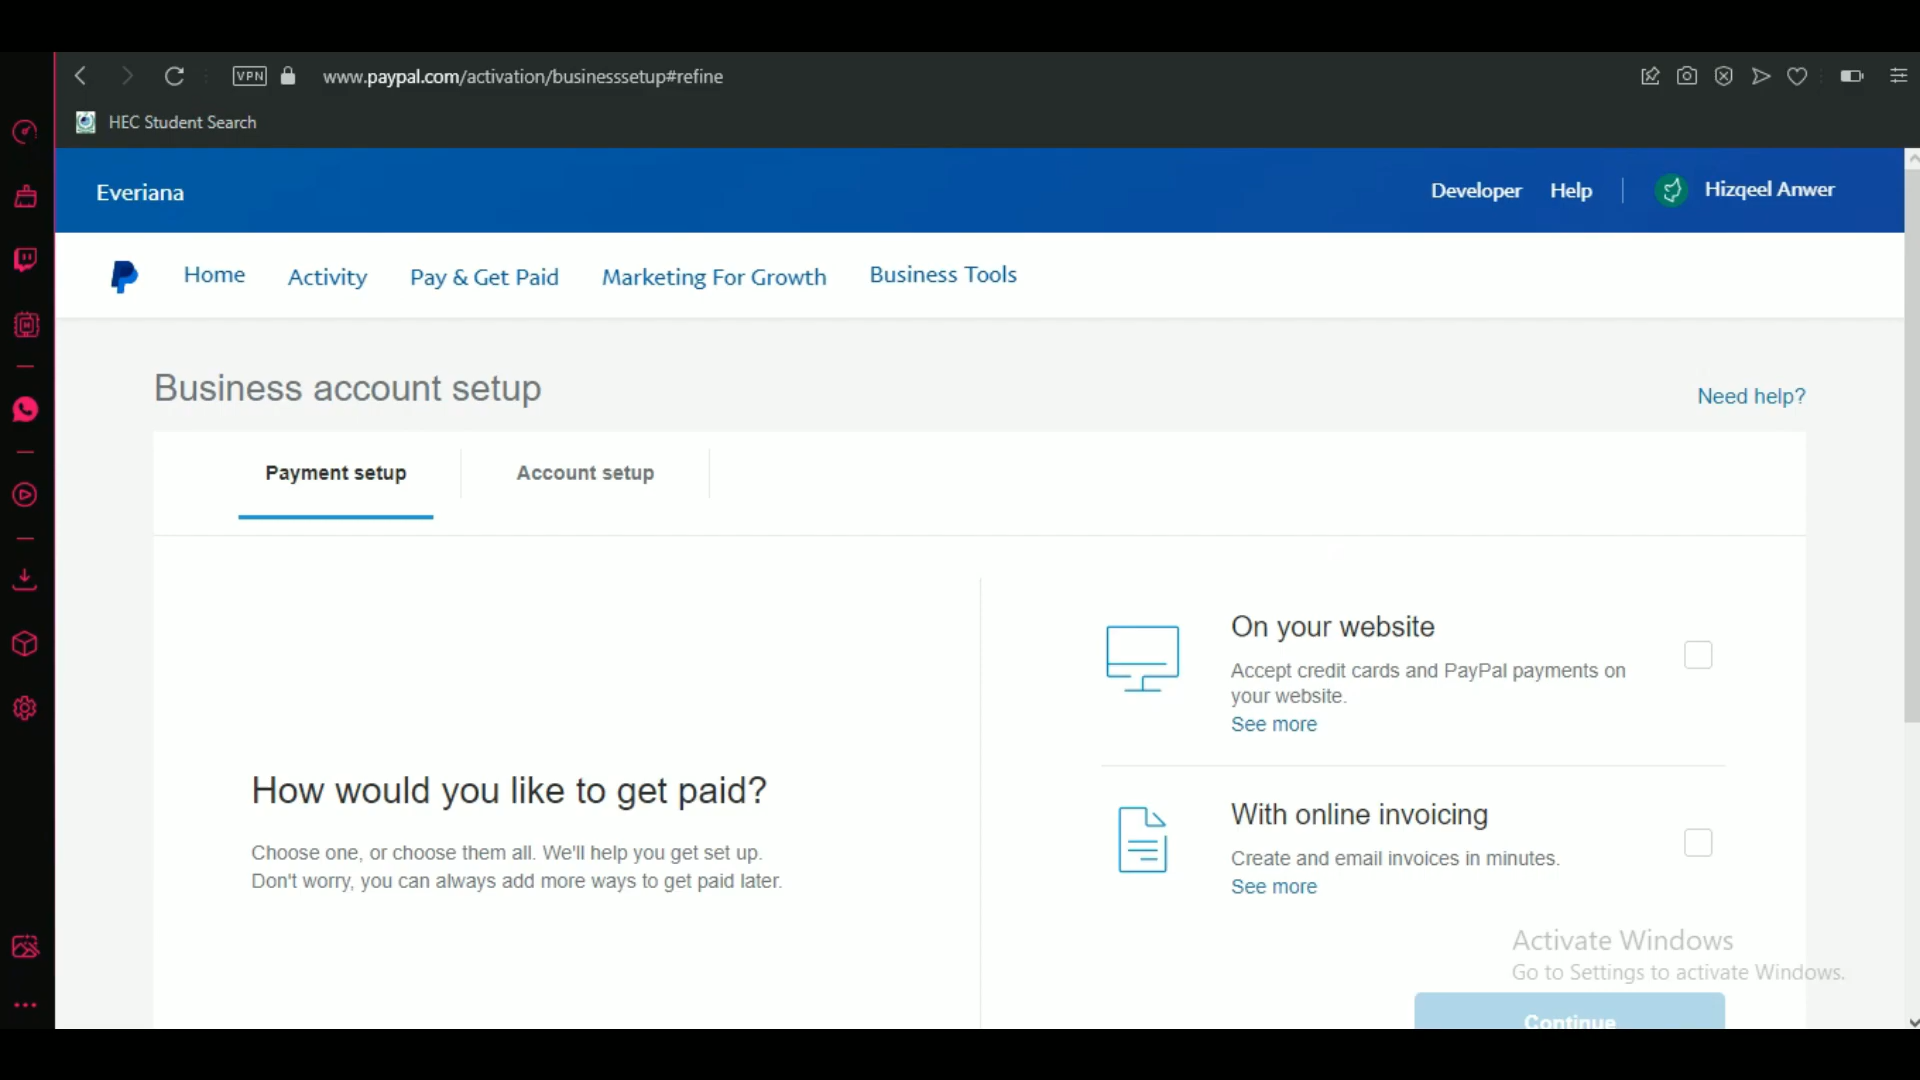 VPN
www.paypal.com/activation/businesssetup#refine
HEC Student Search
Everiana
Developer
Help
Hizqeel Anwer
Home
Activity
Pay & Get Paid
Marketing For Growth
Business Tools
Business account setup
Need help?
Payment setup
Account setup
On your website
Accept credit cards and PayPal payments on
your website.
See more
How would you like to get paid?
Choose one, or choose them all. We'll help you get set up.
Don't worry, you can always add more ways to get paid later.
With online invoicing
Create and email invoices in minutes.
See more
Activate Windows
Go to Settings to activate Windows.
Continue